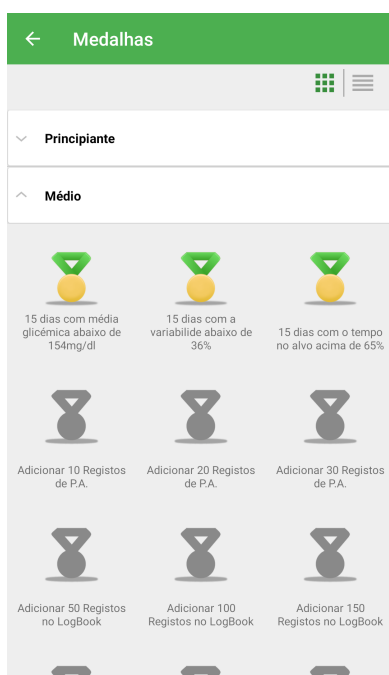 Medalhas
Principiante
Médio
15 dias com média
glicémica abaixo de
154mg/dl
15 dias com a
variabilide abaixo de
36%
15 dias com o tempo
no alvo acima de 65%
Adicionar 10 Registos
de P.A.
Adicionar 20 Registos
de P.A.
Adicionar 30 Registos
de P.A.
Adicionar 50 Registos
no LogBook
Adicionar 100
Registos no LogBook
Adicionar 150
Registos no LogBook